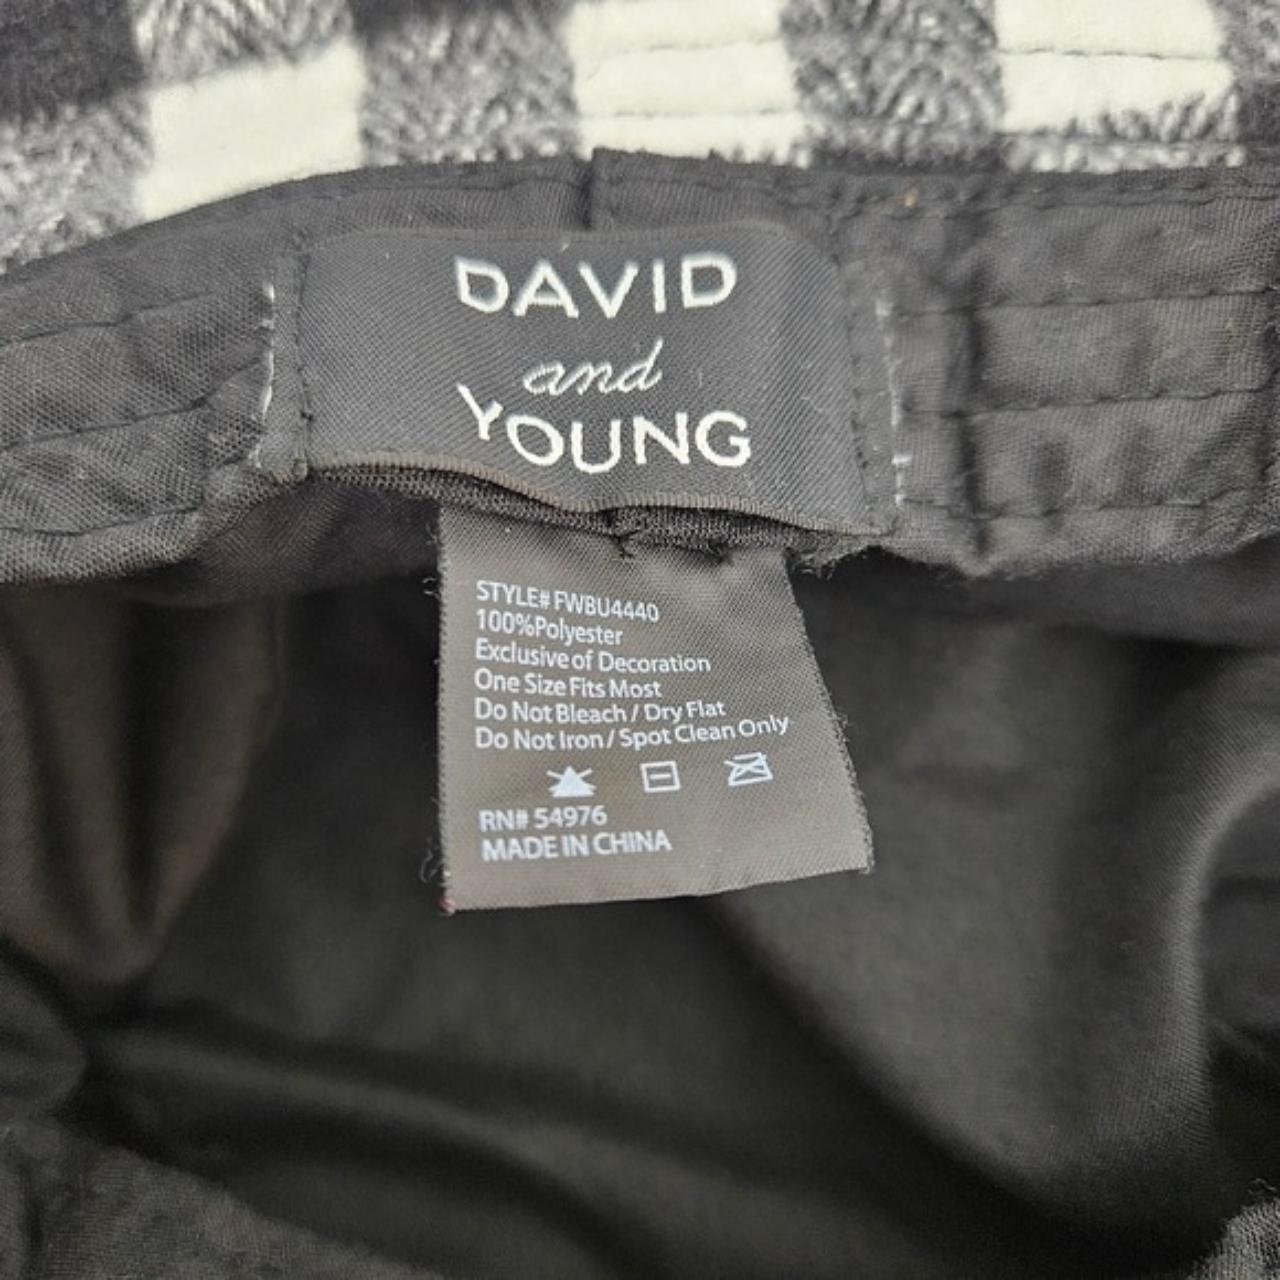 DAVID
and
YOUNG
STYLE# FWBU4440
100%Polyester
Exclusive of Decoration
One Size Fits Most
Do Not Bleach / Dry Flat
Do Not Iron / Spot Clean Only
RN# 54976
MADE IN CHINA